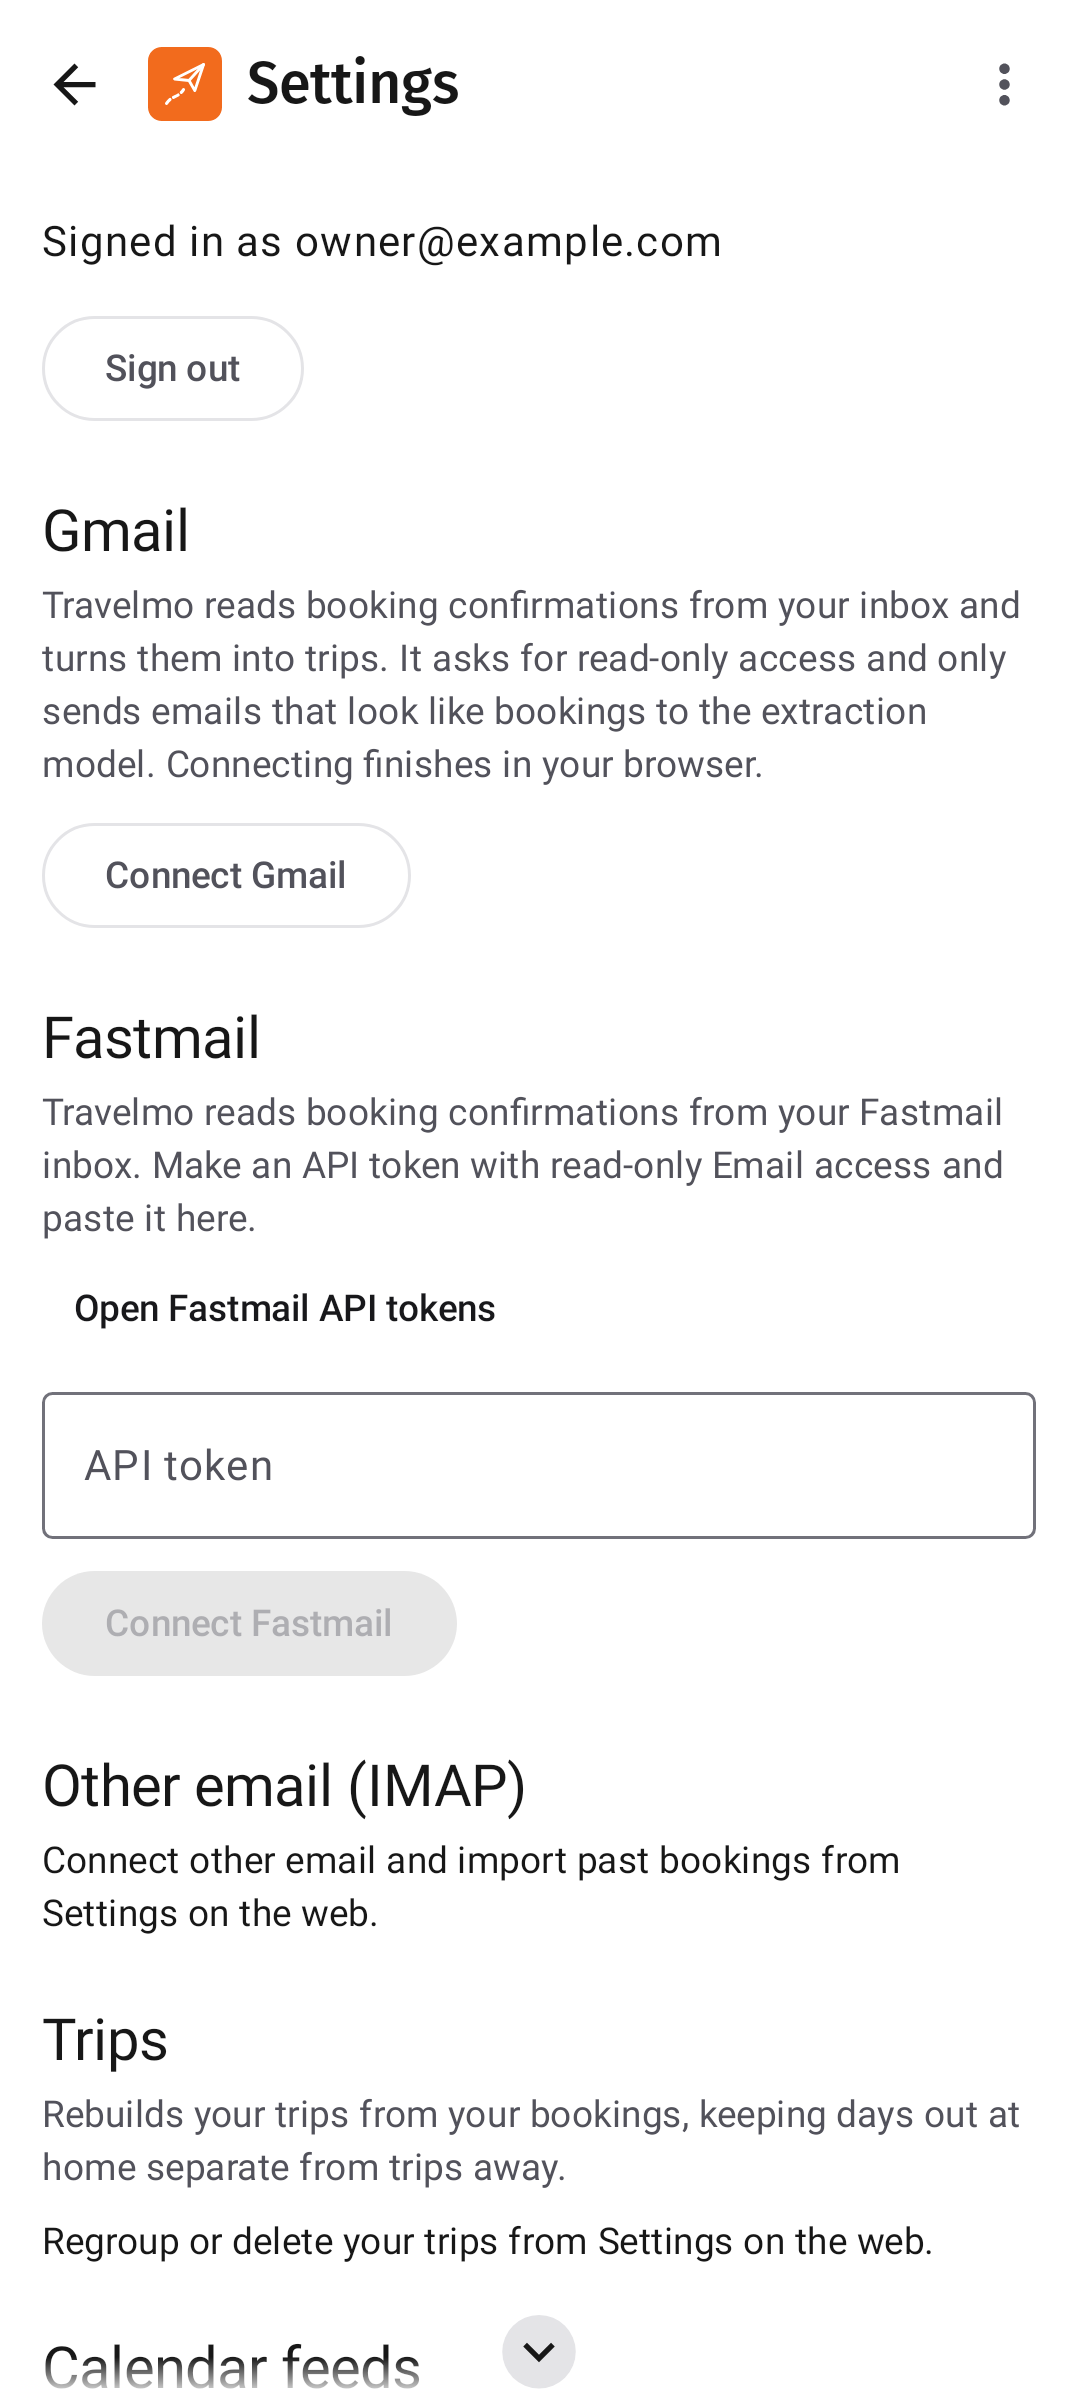 Settings
Signed in as owner@example.com
Sign out
Gmail
Travelmo reads booking confirmations from your inbox and
turns them into trips. It asks for read-only access and only
sends emails that look like bookings to the extraction
model. Connecting finishes in your browser.
Connect Gmail
Fastmail
Travelmo reads booking confirmations from your Fastmail
inbox. Make an API token with read-only Email access and
paste it here.
Open Fastmail API tokens
API token
Connect Fastmail
Other email (IMAP)
Connect other email and import past bookings from
Settings on the web.
Trips
Rebuilds your trips from your bookings, keeping days out at
home separate from trips away.
Regroup or delete your trips from Settings on the web.
Calendar feeds